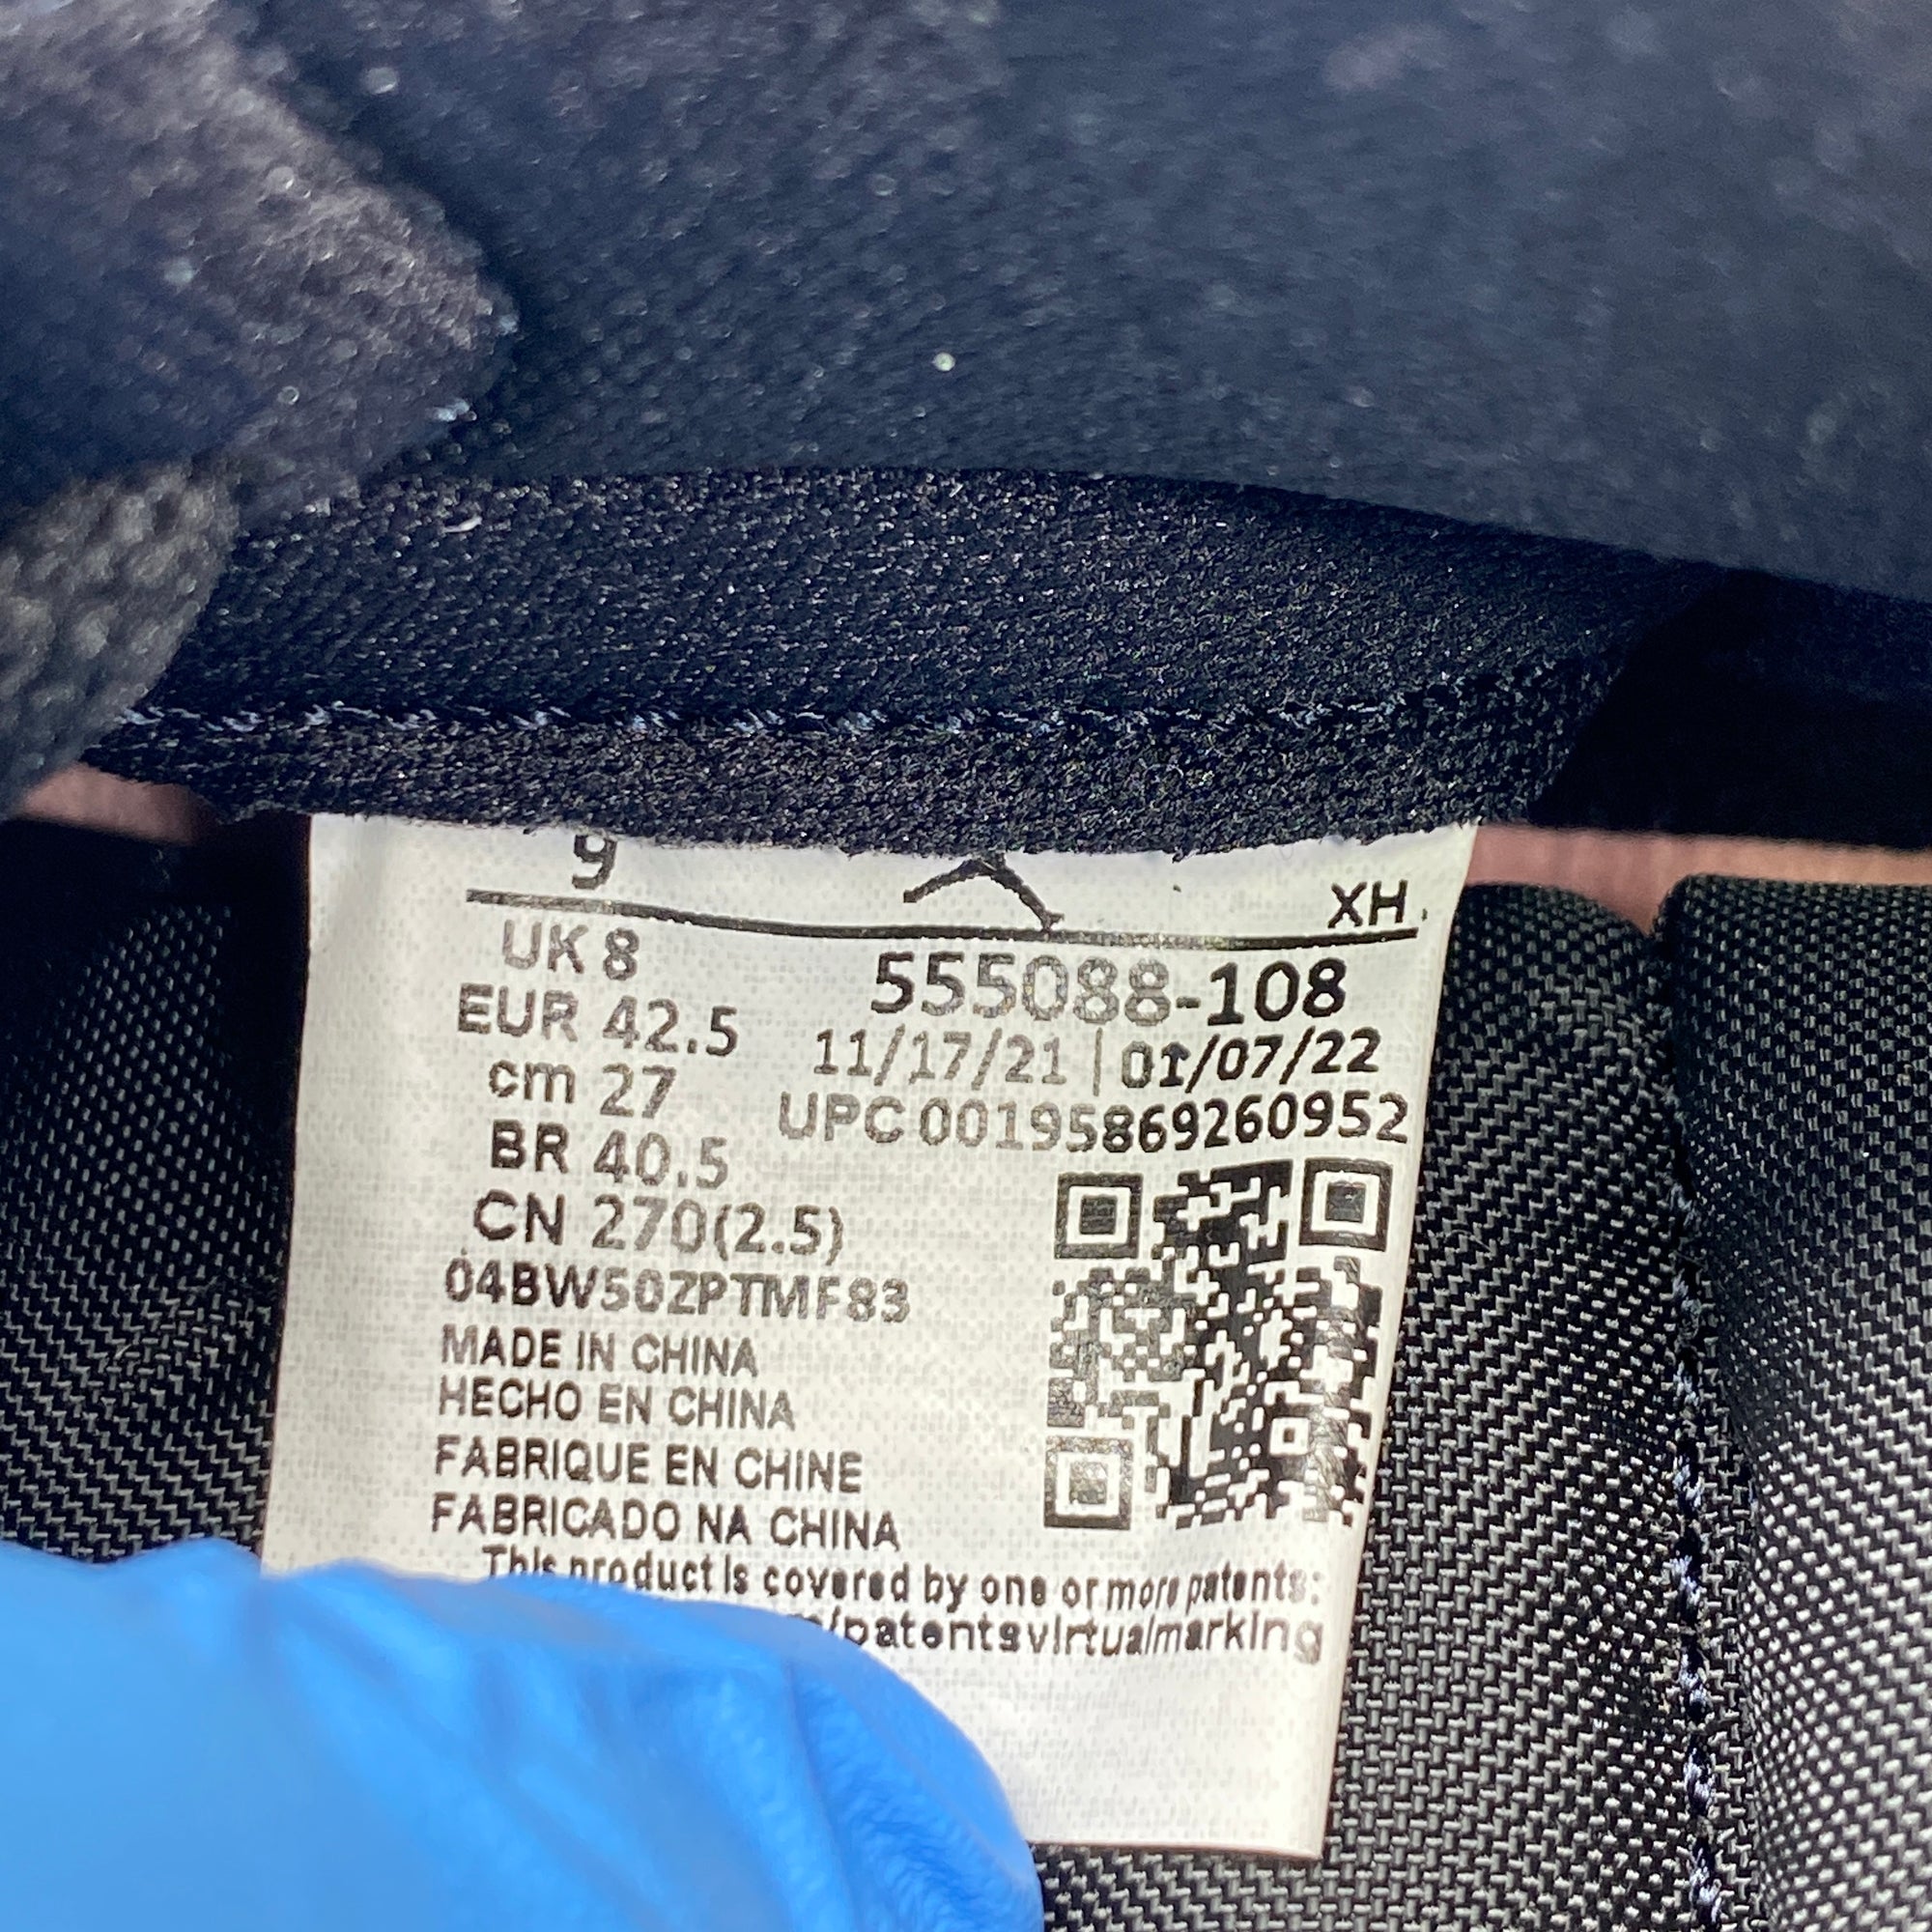 9
XH
UK 8
555088-108
EUR 42.5
11/17/21 | 01/07/22
cm 27
UPC 00195869260952
BR 40.5
CN 270(2.5)
04BW50ZPTMF83
MADE IN CHINA
HECHO EN CHINA
FABRIQUE EN CHINE
FABRICADO NA CHINA
This product is covered by one or more patents:
/patentsvirtualmarking